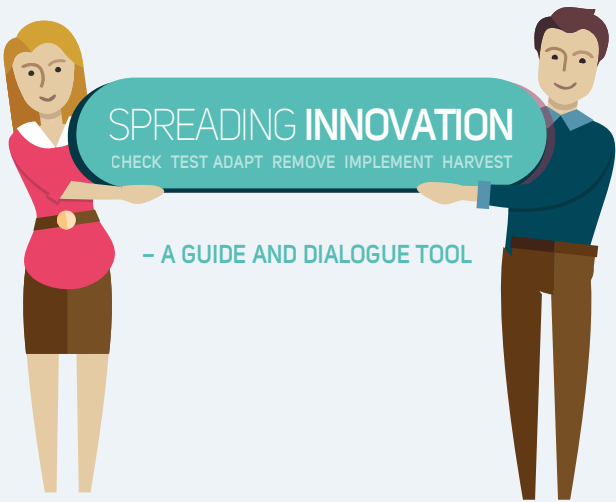 SPREADING INNOVATION
CHECK TEST ADAPT REMOVE IMPLEMENT HARVEST
– A GUIDE AND DIALOGUE TOOL